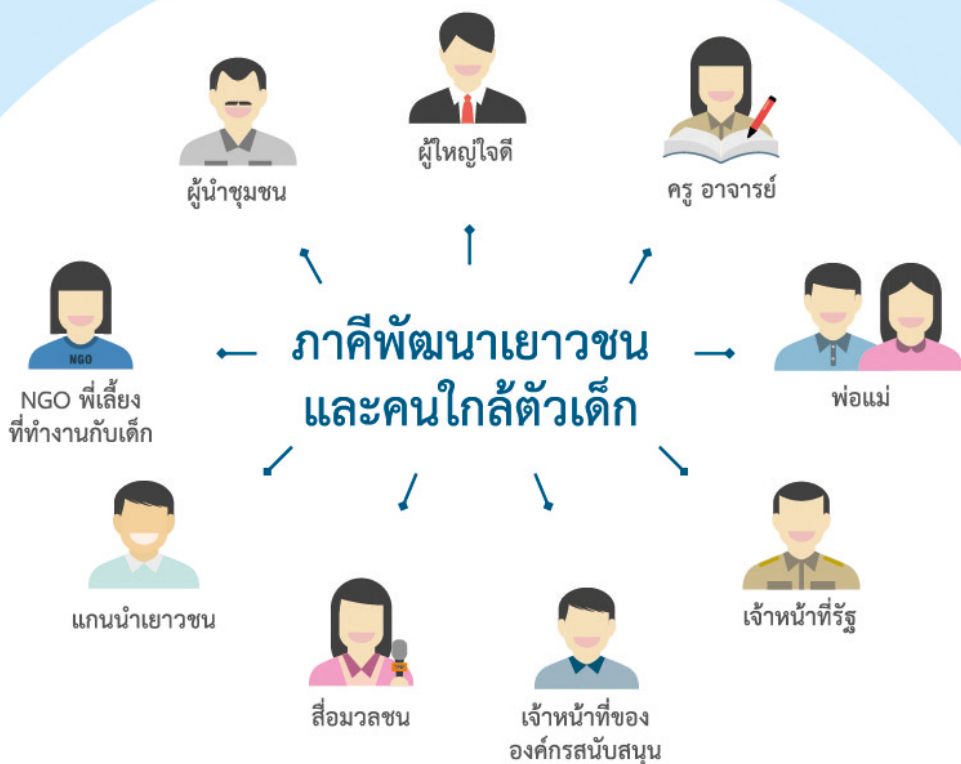 ผู้ใหญ่ใจดี
ครู อาจารย์
ผู้นำชุมชน
ภาคีพัฒนาเยาวชน
และคนใกล้ตัวเด็ก
พ่อแม่
NGO
NGO พี่เลี้ยง
ที่ทำงานกับเด็ก
เจ้าหน้าที่รัฐ
แกนนำเยาวชน
สื่อมวลชน
เจ้าหน้าที่ของ
องค์กรสนับสนุน